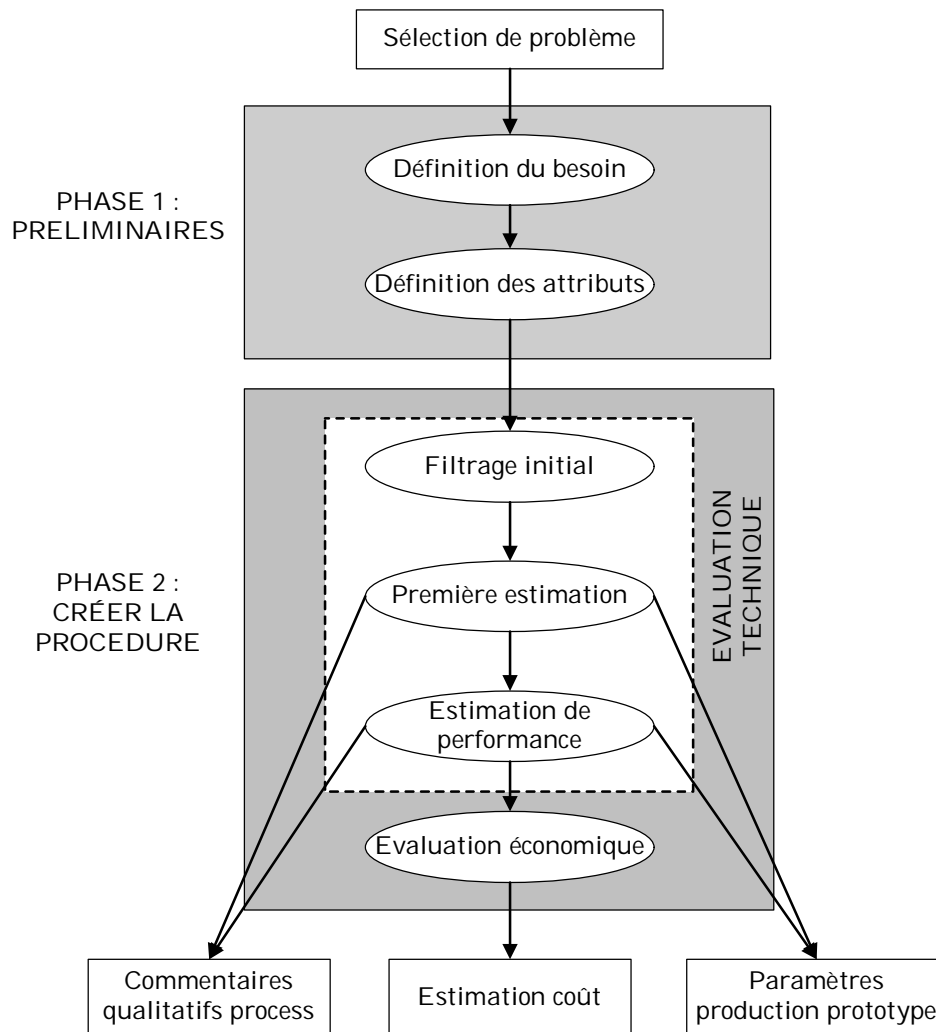 Sélection de problème
PHASE 1 :
PRELIMINAIRES
Définition du besoin
Définition des attributs
PHASE 2 :
CRÉER LA
PROCEDURE
Filtrage initial
Première estimation
Estimation de
performance
EVALUATION
TECHNIQUE
Evaluation économique
Commentaires
qualitatifs process
Estimation coût
Paramètres
production prototype